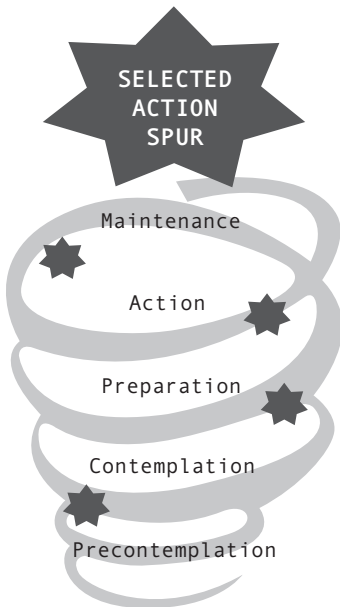 SELECTED
ACTION
SPUR
Maintenance
Action
Preparation
Contemplation
Precontemplation